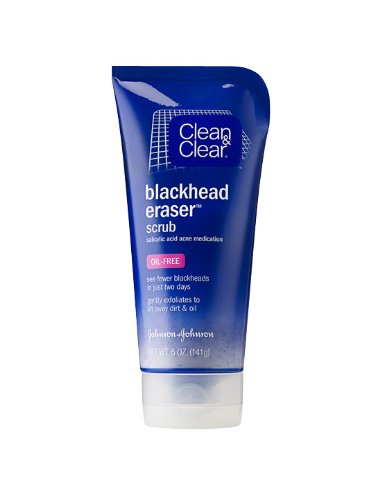 Clean &
Clear®
blackhead
eraser™
scrub
salicylic acid acne medication
OIL-FREE
see fewer blackheads
in just two days
gently exfoliates to
lift away dirt & oil
Johnson & Johnson
NET WT. 5 OZ. (141g)